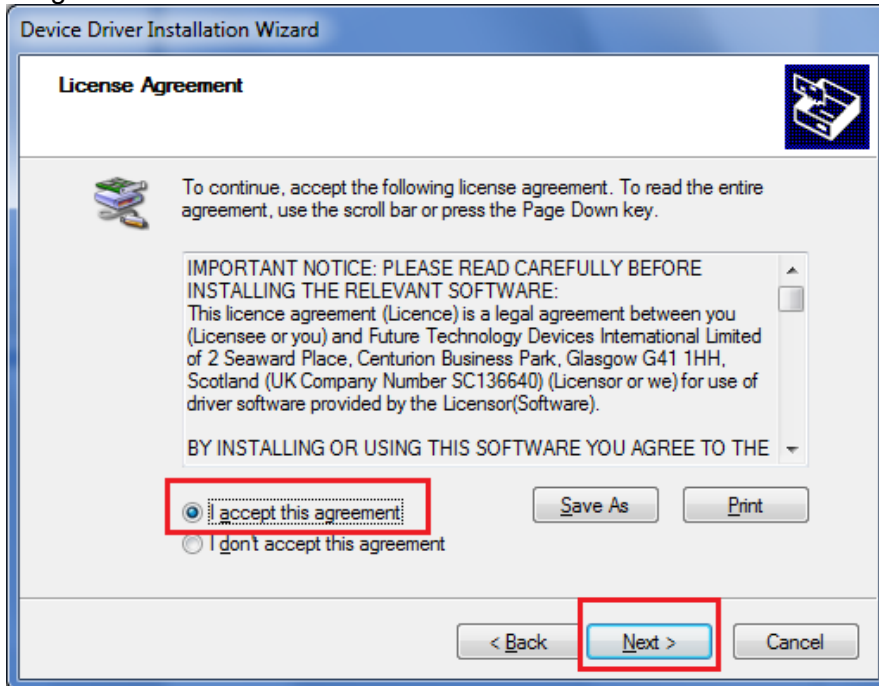 Device Driver Installation Wizard
License Agreement
To continue, accept the following license agreement. To read the entire
agreement, use the scroll bar or press the Page Down key.
IMPORTANT NOTICE: PLEASE READ CAREFULLY BEFORE
INSTALLING THE RELEVANT SOFTWARE:
This licence agreement (Licence) is a legal agreement between you
(Licensee or you) and Future Technology Devices International Limited
of 2 Seaward Place, Centurion Business Park, Glasgow G41 1HH,
Scotland (UK Company Number SC136640) (Licensor or we) for use of
driver software provided by the Licensor(Software).
BY INSTALLING OR USING THIS SOFTWARE YOU AGREE TO THE
I accept this agreement
Save As
Print
I don't accept this agreement
< Back
Next >
Cancel